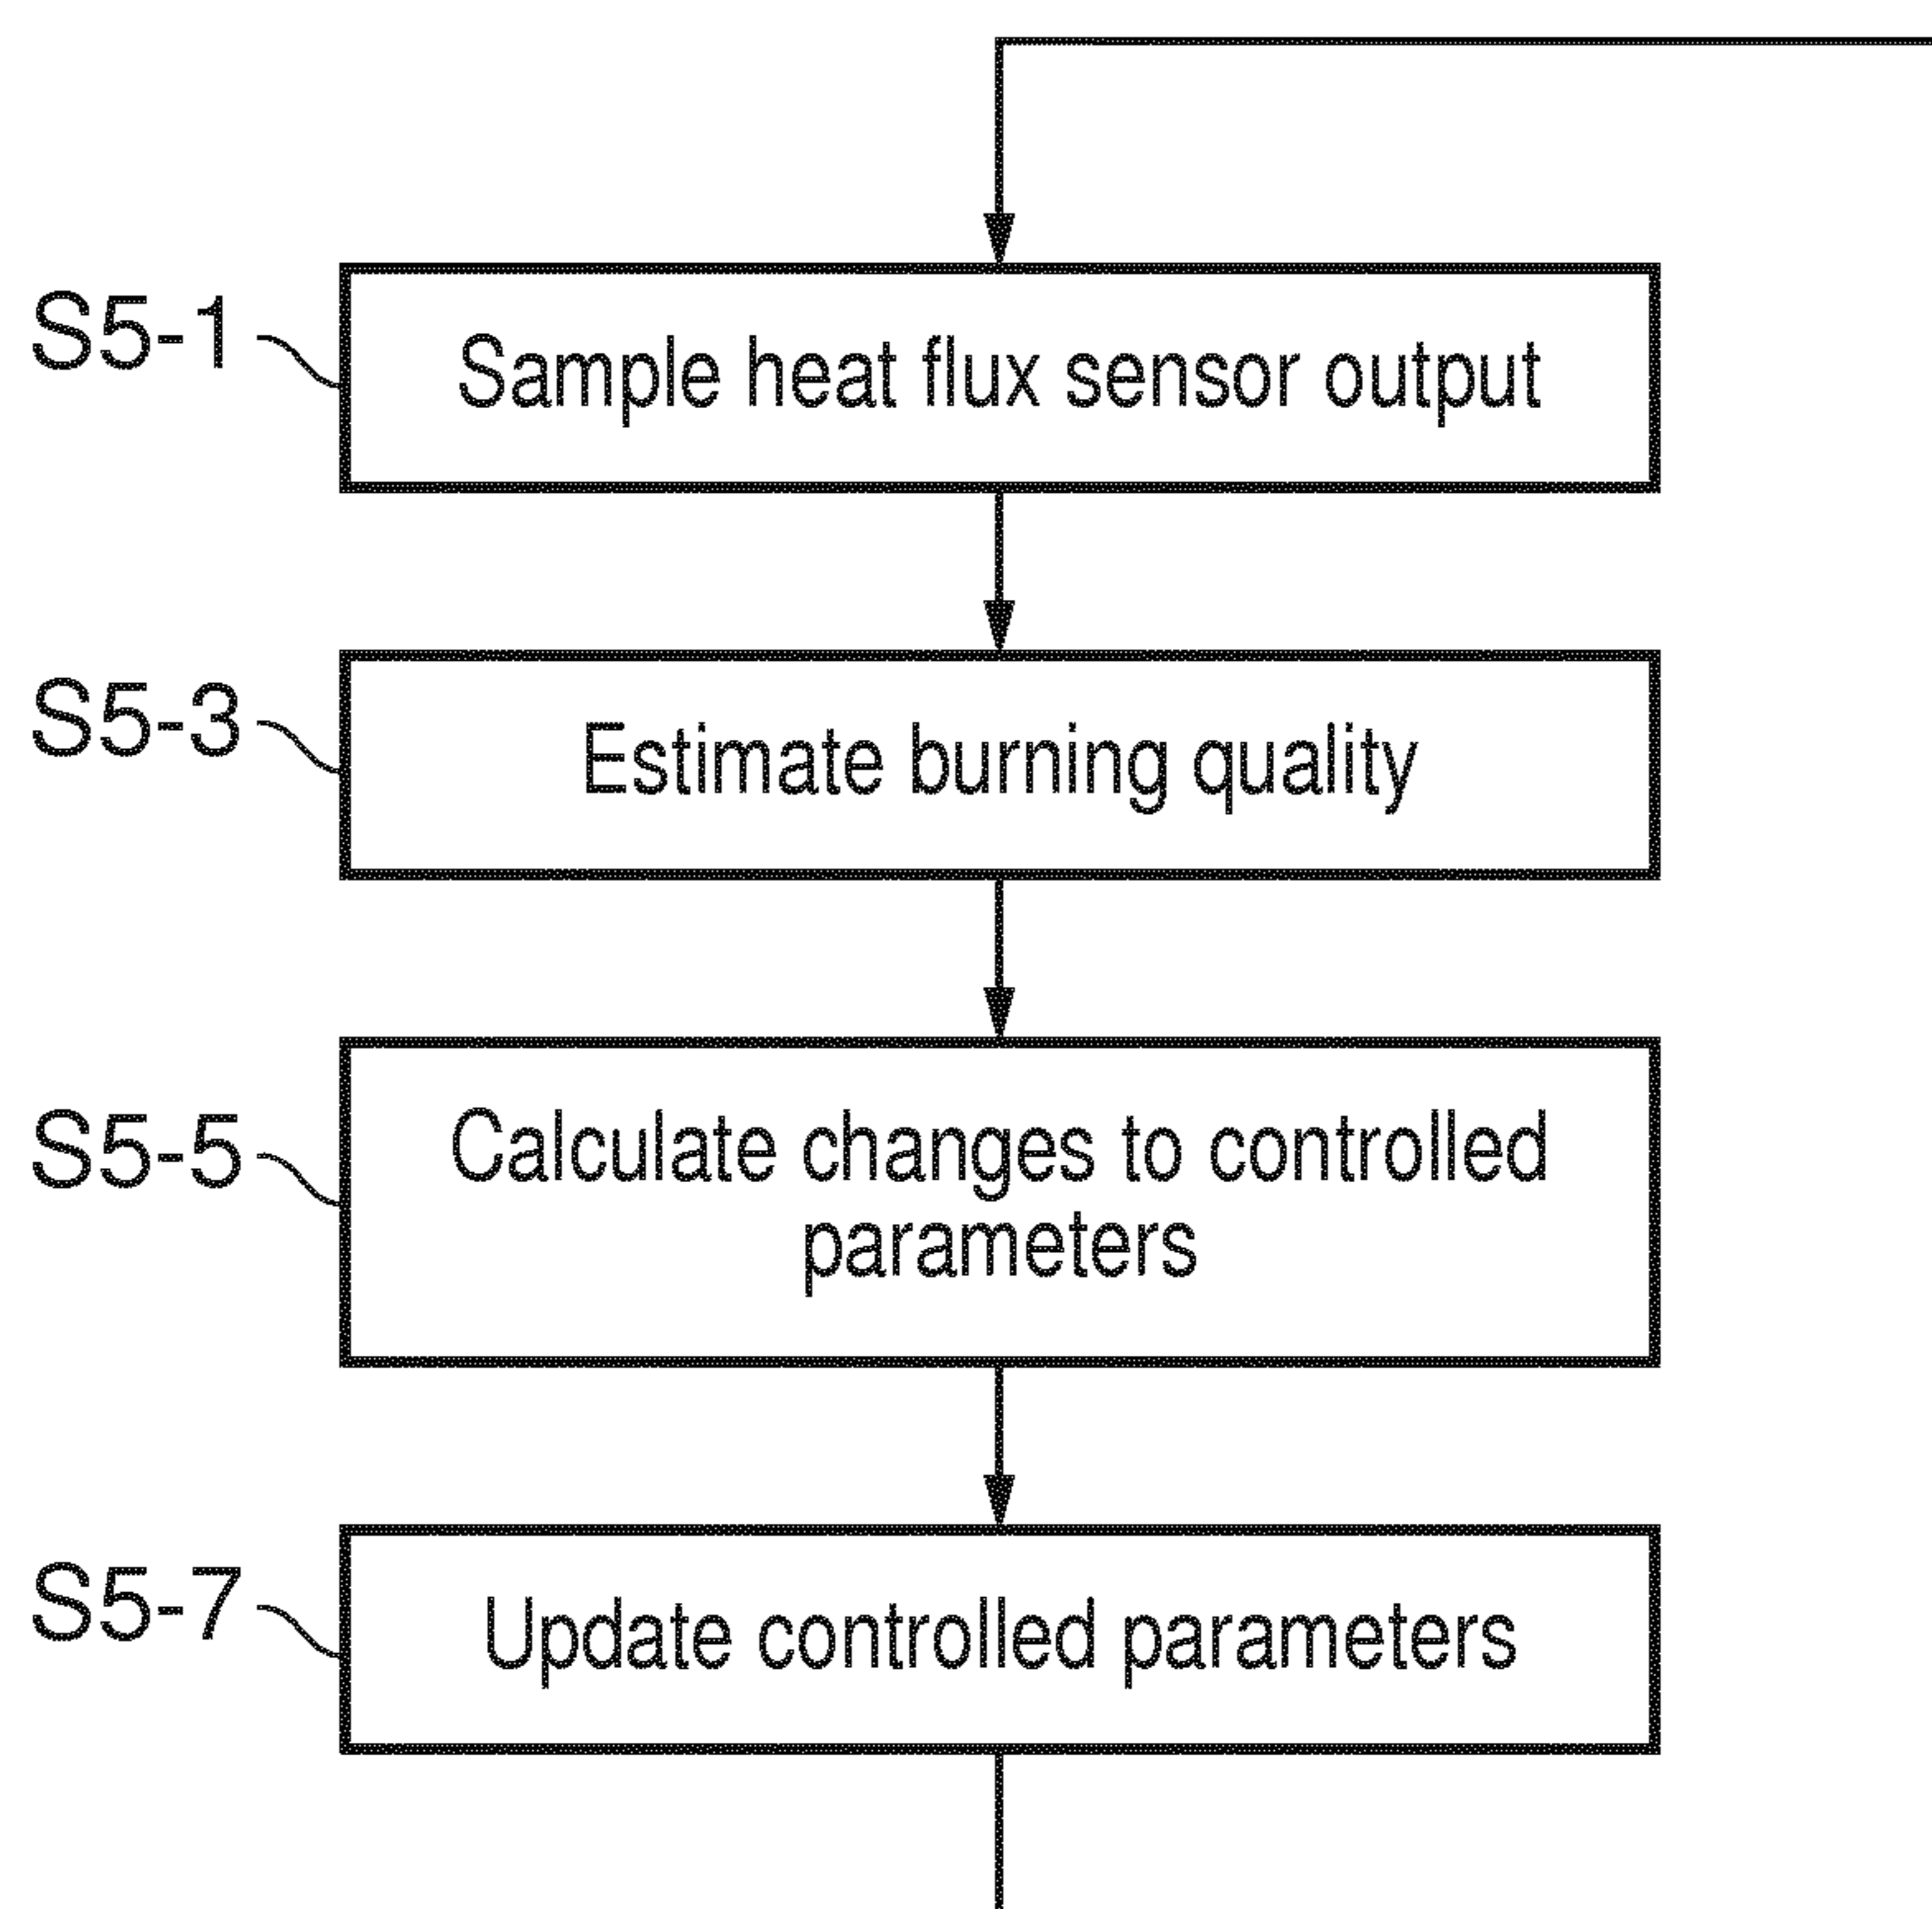 S5-1
Sample heat flux sensor output
S5-3
Estimate burning quality
S5-5
Calculate changes to controlled
parameters
S5-7
Update controlled parameters